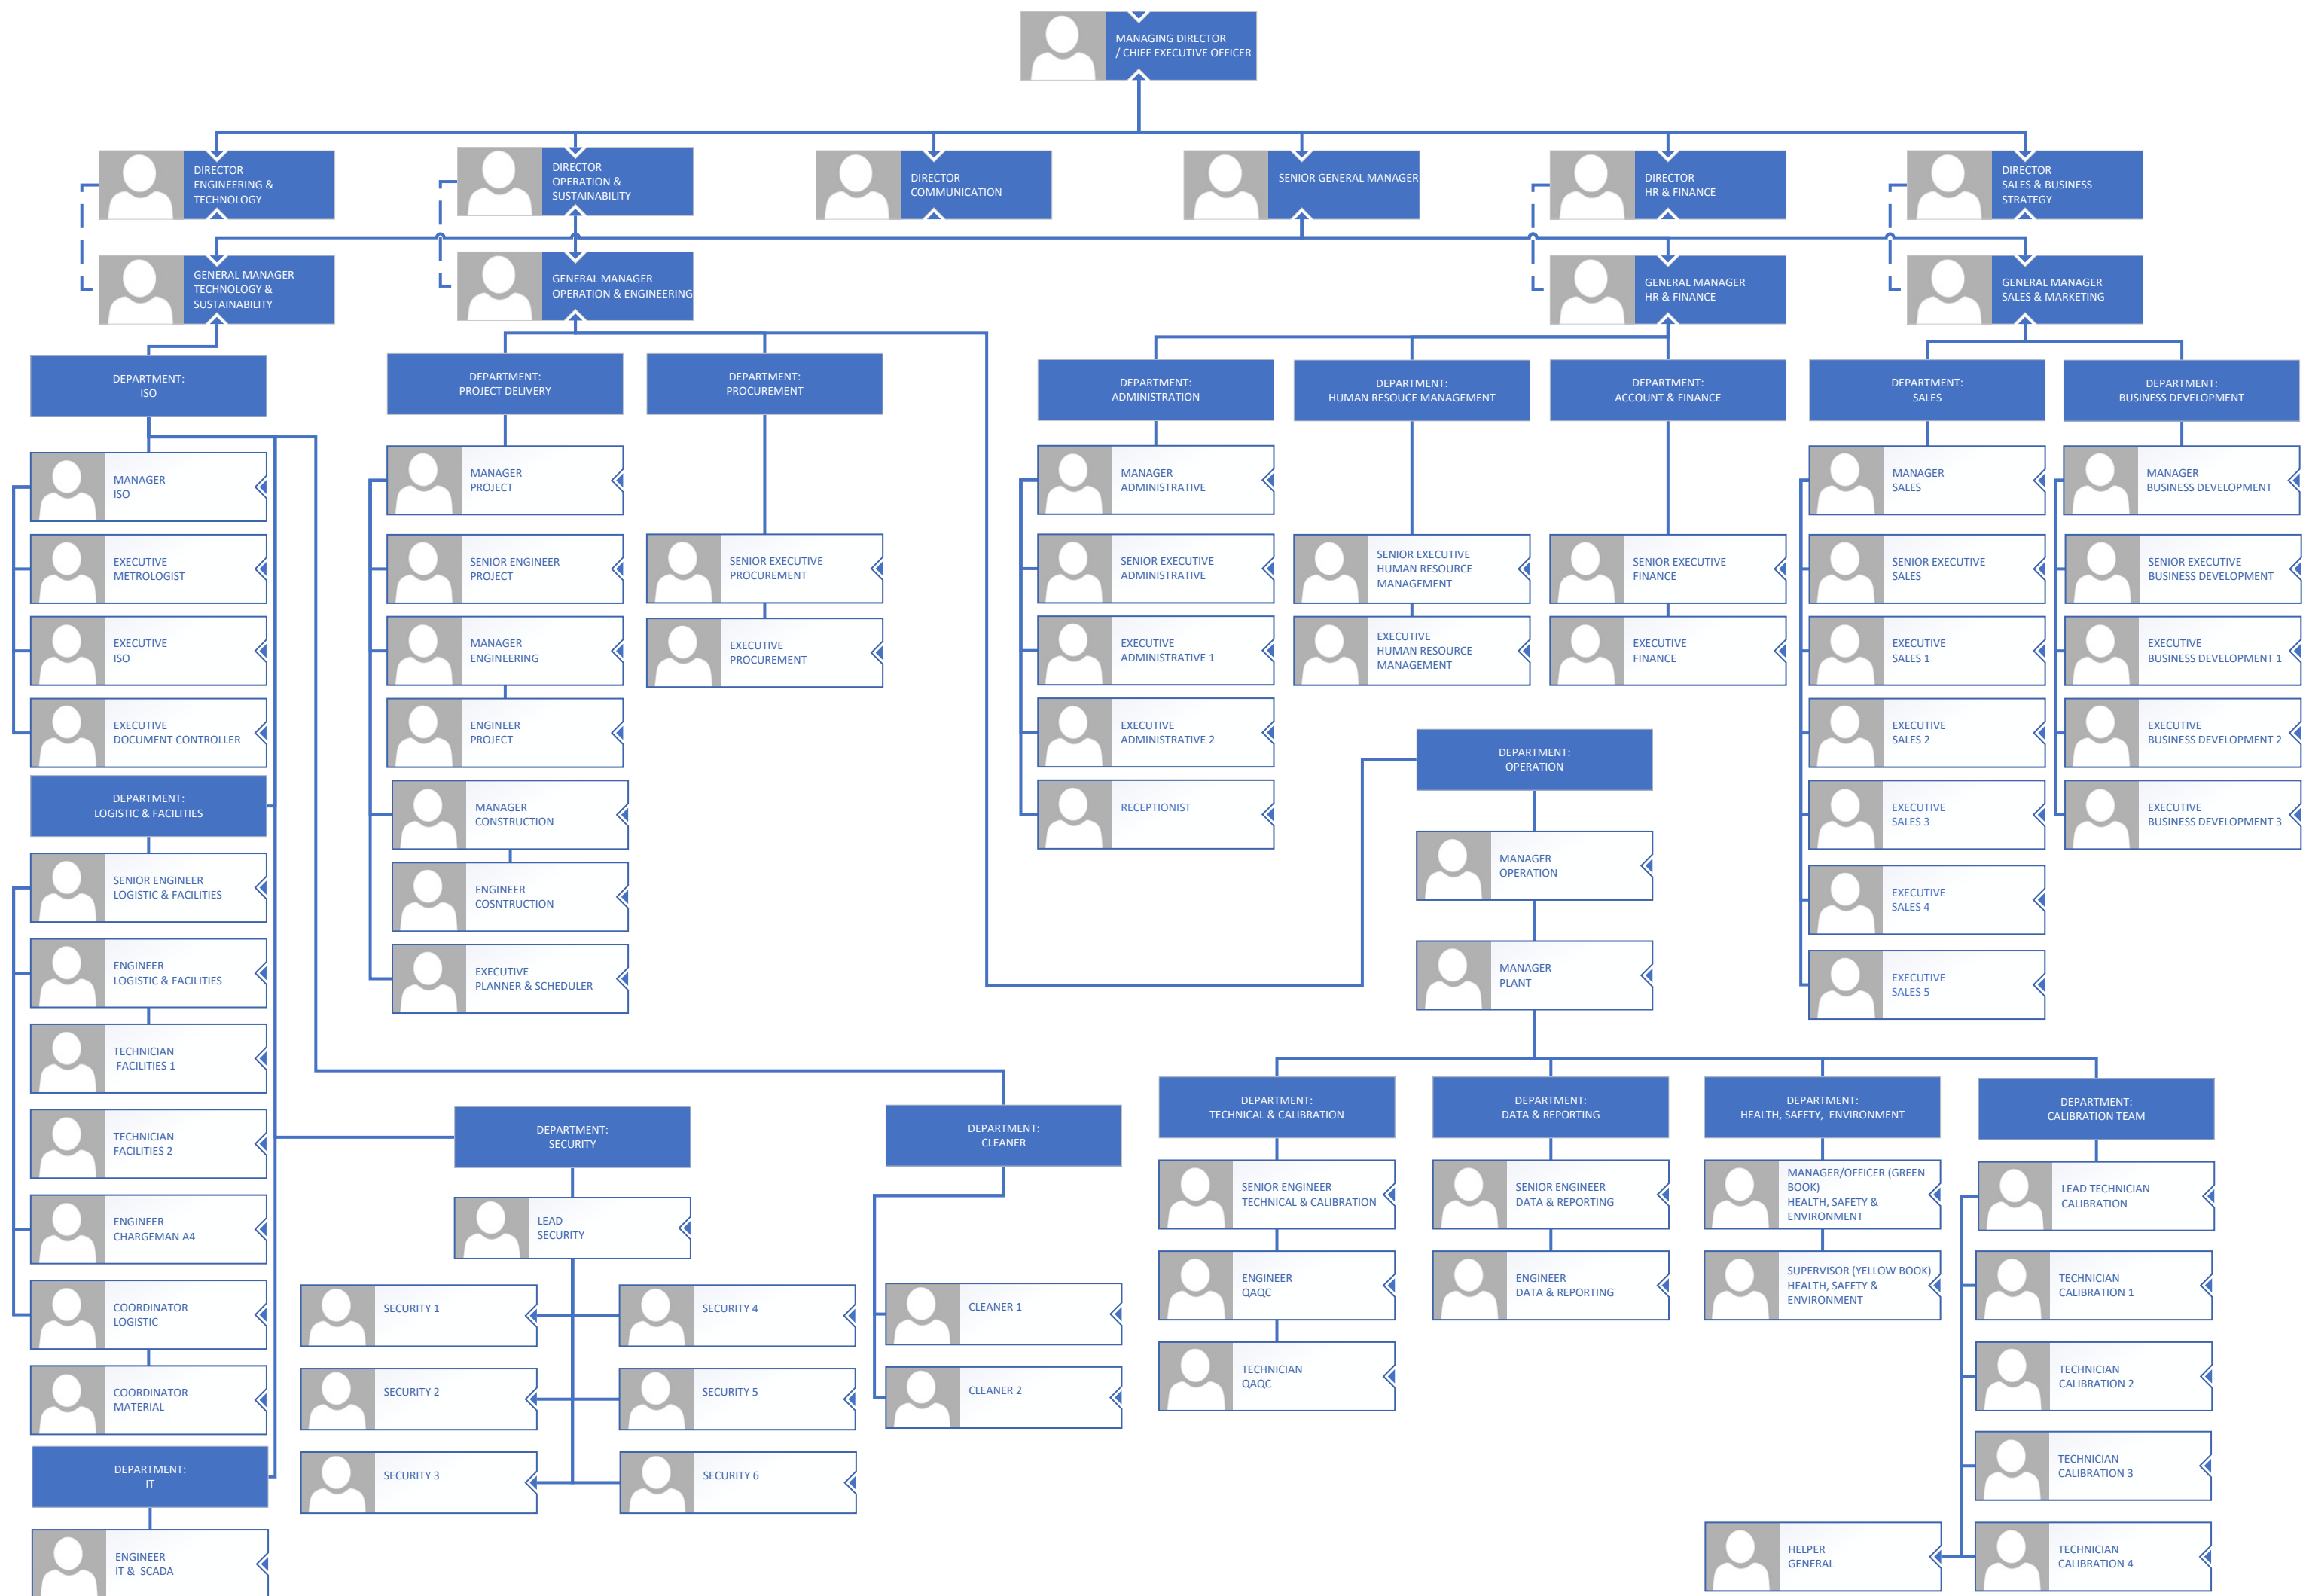 MANAGING DIRECTOR
/ CHIEF EXECUTIVE OFFICER
DIRECTOR
ENGINEERING &
TECHNOLOGY
DIRECTOR
OPERATION &
SUSTAINABILITY
DIRECTOR
COMMUNICATION
SENIOR GENERAL MANAGER
DIRECTOR
HR & FINANCE
DIRECTOR
SALES & BUSINESS
STRATEGY
GENERAL MANAGER
TECHNOLOGY &
SUSTAINABILITY
GENERAL MANAGER
OPERATION & ENGINEERING
GENERAL MANAGER
HR & FINANCE
GENERAL MANAGER
SALES & MARKETING
DEPARTMENT:
ISO
MANAGER
ISO
EXECUTIVE
METROLOGIST
EXECUTIVE
ISO
EXECUTIVE
DOCUMENT CONTROLLER
DEPARTMENT:
LOGISTIC & FACILITIES
SENIOR ENGINEER
LOGISTIC & FACILITIES
ENGINEER
LOGISTIC & FACILITIES
TECHNICIAN
FACILITIES 1
TECHNICIAN
FACILITIES 2
ENGINEER
CHARGEMAN A4
COORDINATOR
LOGISTIC
COORDINATOR
MATERIAL
DEPARTMENT:
IT
ENGINEER
IT & SCADA
DEPARTMENT:
PROJECT DELIVERY
MANAGER
PROJECT
SENIOR ENGINEER
PROJECT
MANAGER
ENGINEERING
ENGINEER
PROJECT
MANAGER
CONSTRUCTION
ENGINEER
COSNTRUCTION
EXECUTIVE
PLANNER & SCHEDULER
DEPARTMENT:
PROCUREMENT
SENIOR EXECUTIVE
PROCUREMENT
EXECUTIVE
PROCUREMENT
DEPARTMENT:
SECURITY
LEAD
SECURITY
SECURITY 1
SECURITY 4
SECURITY 2
SECURITY 5
SECURITY 3
SECURITY 6
DEPARTMENT:
CLEANER
CLEANER 1
CLEANER 2
DEPARTMENT:
ADMINISTRATION
MANAGER
ADMINISTRATIVE
SENIOR EXECUTIVE
ADMINISTRATIVE
EXECUTIVE
ADMINISTRATIVE 1
EXECUTIVE
ADMINISTRATIVE 2
RECEPTIONIST
DEPARTMENT:
HUMAN RESOUCE MANAGEMENT
SENIOR EXECUTIVE
HUMAN RESOURCE
MANAGEMENT
EXECUTIVE
HUMAN RESOURCE
MANAGEMENT
DEPARTMENT:
ACCOUNT & FINANCE
SENIOR EXECUTIVE
FINANCE
EXECUTIVE
FINANCE
DEPARTMENT:
SALES
MANAGER
SALES
SENIOR EXECUTIVE
SALES
EXECUTIVE
SALES 1
EXECUTIVE
SALES 2
EXECUTIVE
SALES 3
EXECUTIVE
SALES 4
EXECUTIVE
SALES 5
DEPARTMENT:
BUSINESS DEVELOPMENT
MANAGER
BUSINESS DEVELOPMENT
SENIOR EXECUTIVE
BUSINESS DEVELOPMENT
EXECUTIVE
BUSINESS DEVELOPMENT 1
EXECUTIVE
BUSINESS DEVELOPMENT 2
EXECUTIVE
BUSINESS DEVELOPMENT 3
DEPARTMENT:
OPERATION
MANAGER
OPERATION
MANAGER
PLANT
DEPARTMENT:
TECHNICAL & CALIBRATION
SENIOR ENGINEER
TECHNICAL & CALIBRATION
ENGINEER
QAQC
TECHNICIAN
QAQC
DEPARTMENT:
DATA & REPORTING
SENIOR ENGINEER
DATA & REPORTING
ENGINEER
DATA & REPORTING
DEPARTMENT:
HEALTH, SAFETY, ENVIRONMENT
MANAGER/OFFICER (GREEN
BOOK)
HEALTH, SAFETY &
ENVIRONMENT
SUPERVISOR (YELLOW BOOK)
HEALTH, SAFETY &
ENVIRONMENT
DEPARTMENT:
CALIBRATION TEAM
LEAD TECHNICIAN
CALIBRATION
TECHNICIAN
CALIBRATION 1
TECHNICIAN
CALIBRATION 2
TECHNICIAN
CALIBRATION 3
HELPER
GENERAL
TECHNICIAN
CALIBRATION 4